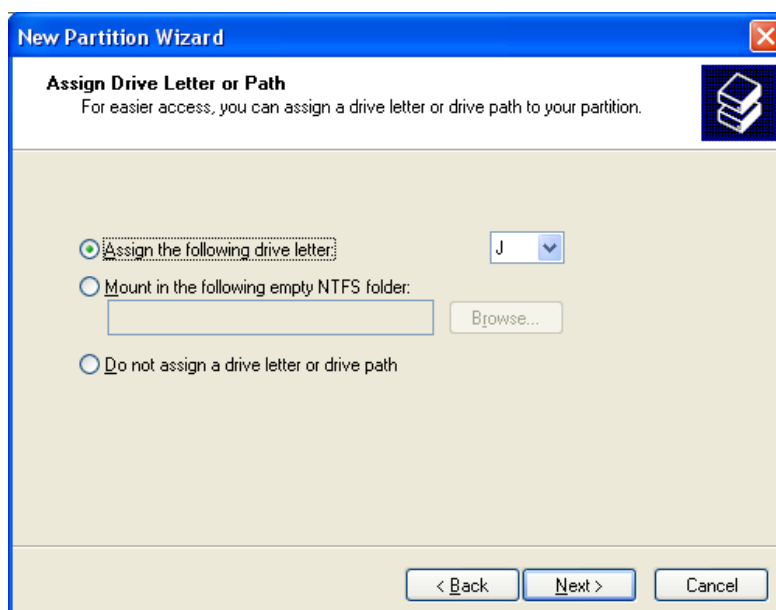 New Partition Wizard
Assign Drive Letter or Path
For easier access, you can assign a drive letter or drive path to your partition.
Assign the following drive letter:
J
Mount in the following empty NTFS folder:
Browse...
Do not assign a drive letter or drive path
< Back
Next >
Cancel